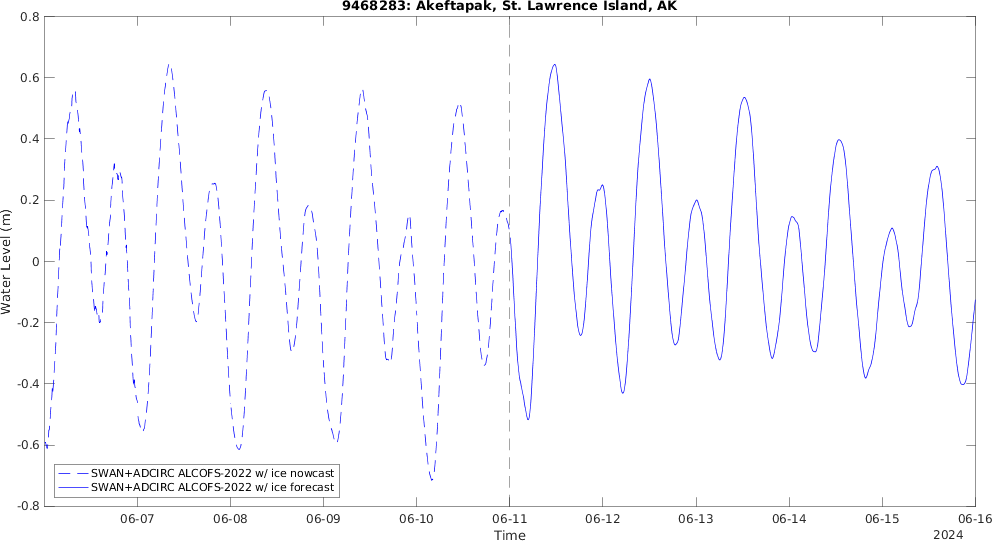 9468283: Akeftapak, St. Lawrence Island, AK
0.8
0.6
0.4
0.2
0
-0.2
-0.4
-0.6
-0.8
Water Level (m)
SWAN+ADCIRC ALCOFS-2022 w/ ice nowcast
SWAN+ADCIRC ALCOFS-2022 w/ ice forecast
06-07 06-08 06-09 06-10 06-11 06-12 06-13 06-14 06-15 06-16
Time
2024